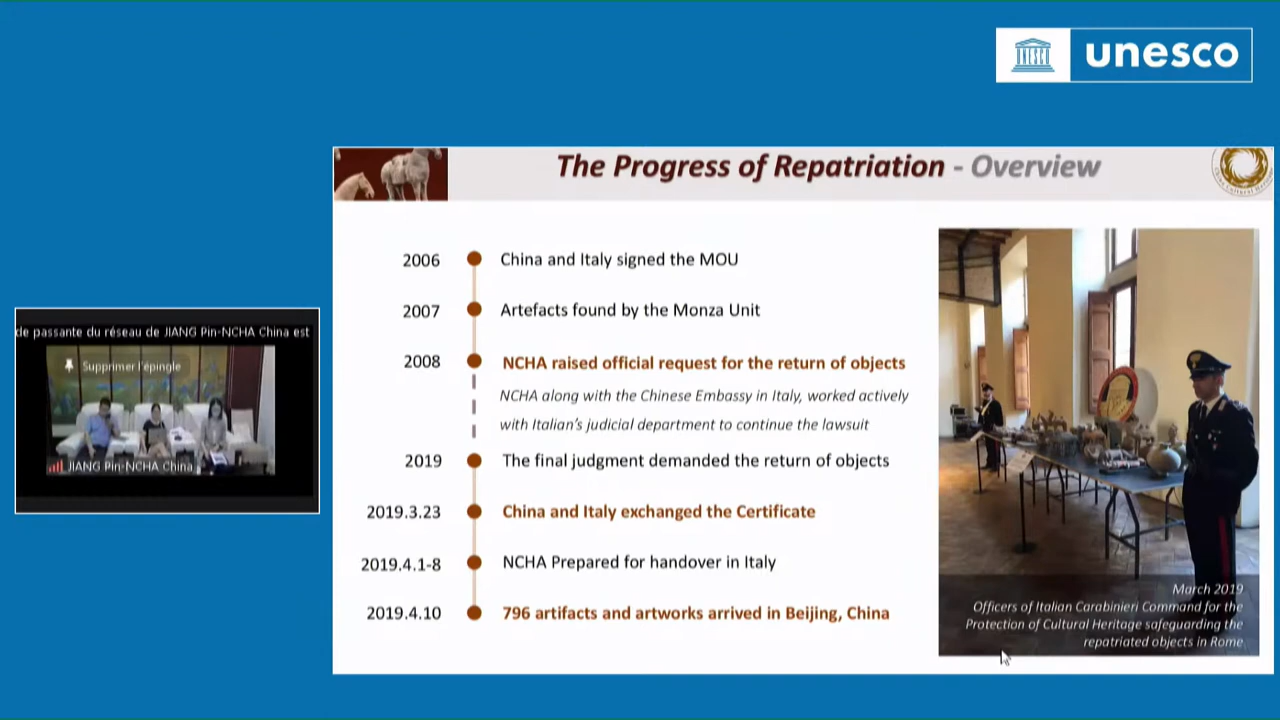 unesco
The Progress of Repatriation - Overview
2006 China and Italy signed the MOU
2007 Artefacts found by the Monza Unit
2008 NCHA raised official request for the return of objects
NCHA along with the Chinese Embassy in Italy, worked actively
with Italian's judicial department to continue the lawsuit
2019 The final judgment demanded the return of objects
2019.3.23 China and Italy exchanged the Certificate
2019.4.1-8 NCHA Prepared for handover in Italy
2019.4.10 796 artifacts and artworks arrived in Beijing, China
March 2019
Officers of Italian Carabinieri Command for the
Protection of Cultural Heritage safeguarding the
repatriated objects in Rome
de passante du réseau de JIANG Pin-NCHA China est
Supprimer l'épingle
JIANG Pin-NCHA China